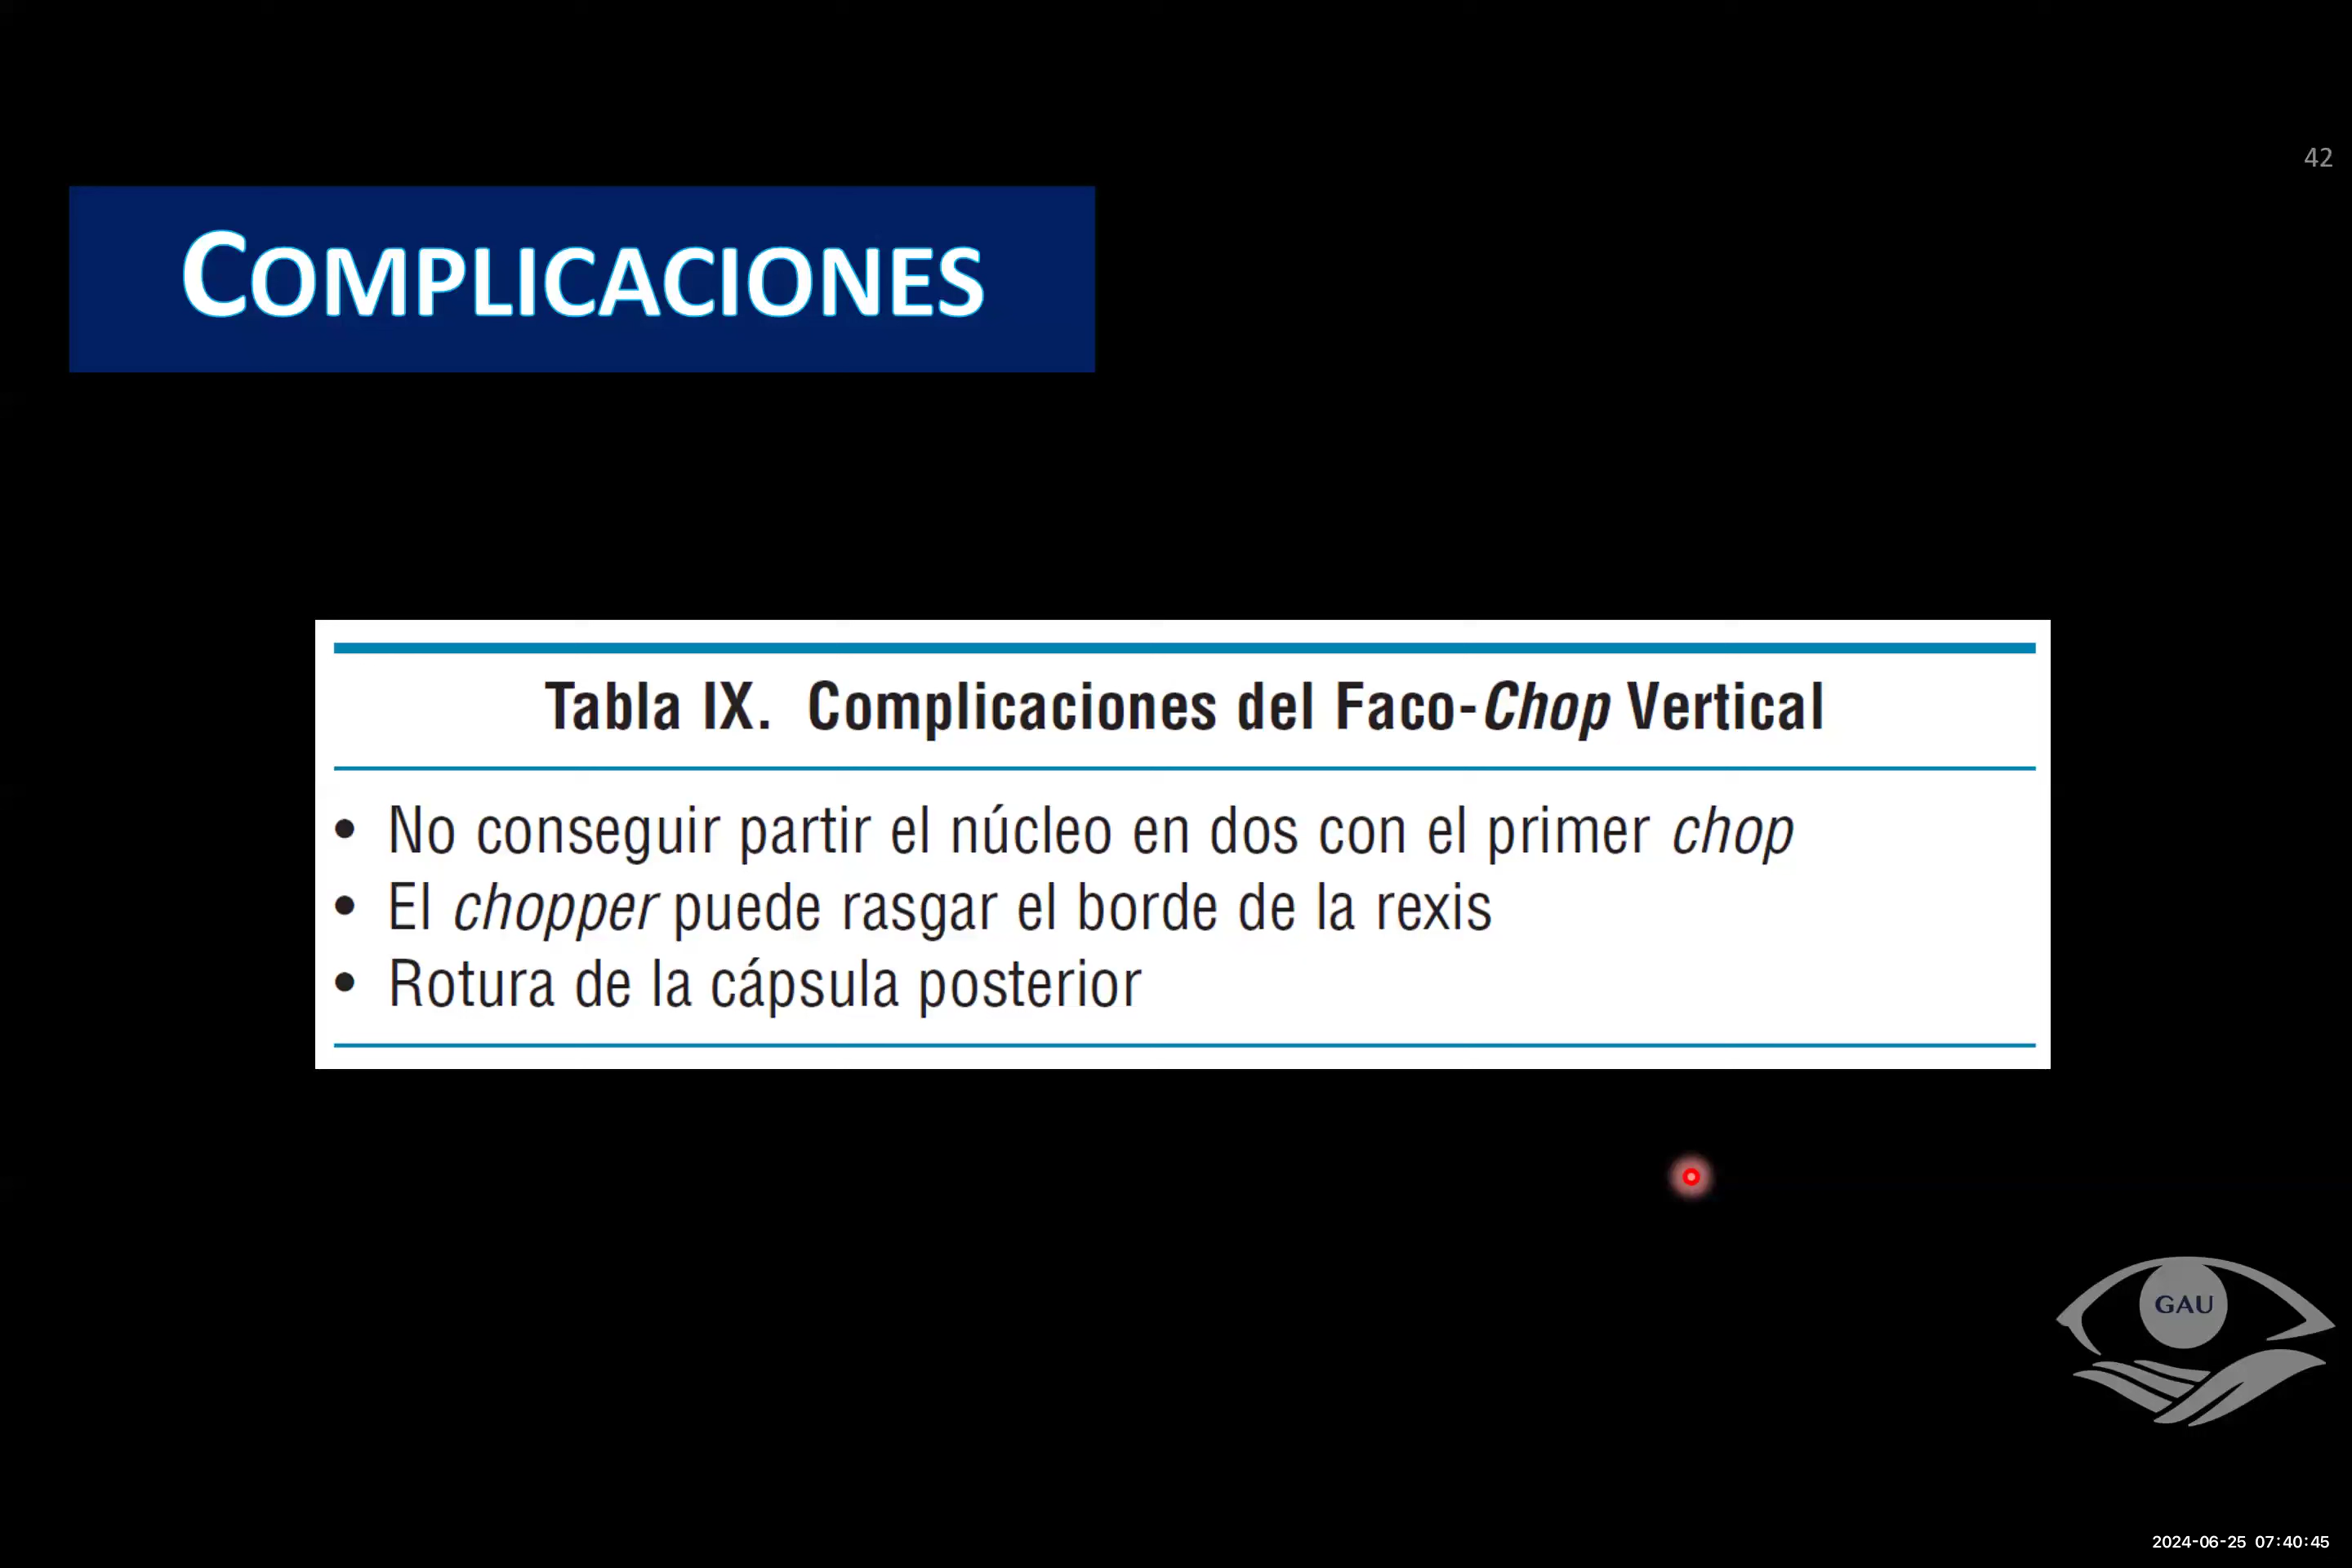 42
COMPLICACIONES
Tabla IX. Complicaciones del Faco-Chop Vertical
• No conseguir partir el núcleo en dos con el primer chop
• El chopper puede rasgar el borde de la rexis
• Rotura de la cápsula posterior
GAU
2024-06-25 07:40:45